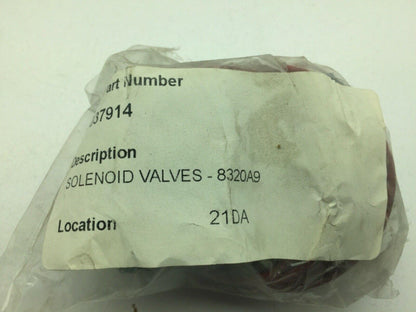 art Number
37914
Description
SOLENOID VALVES - 8320A9
Location 21DA